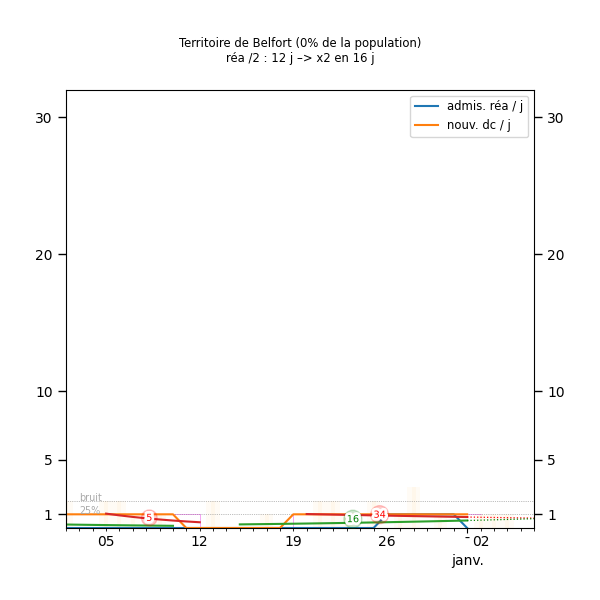 Territoire de Belfort (0% de la population)
réa /2 : 12 j –> x2 en 16 j
admis. réa / j
nouv. dc / j
30 30
20 20
10 10
5 5
bruit
25%
1 1
5 16 34
05 12 19 26 02
janv.